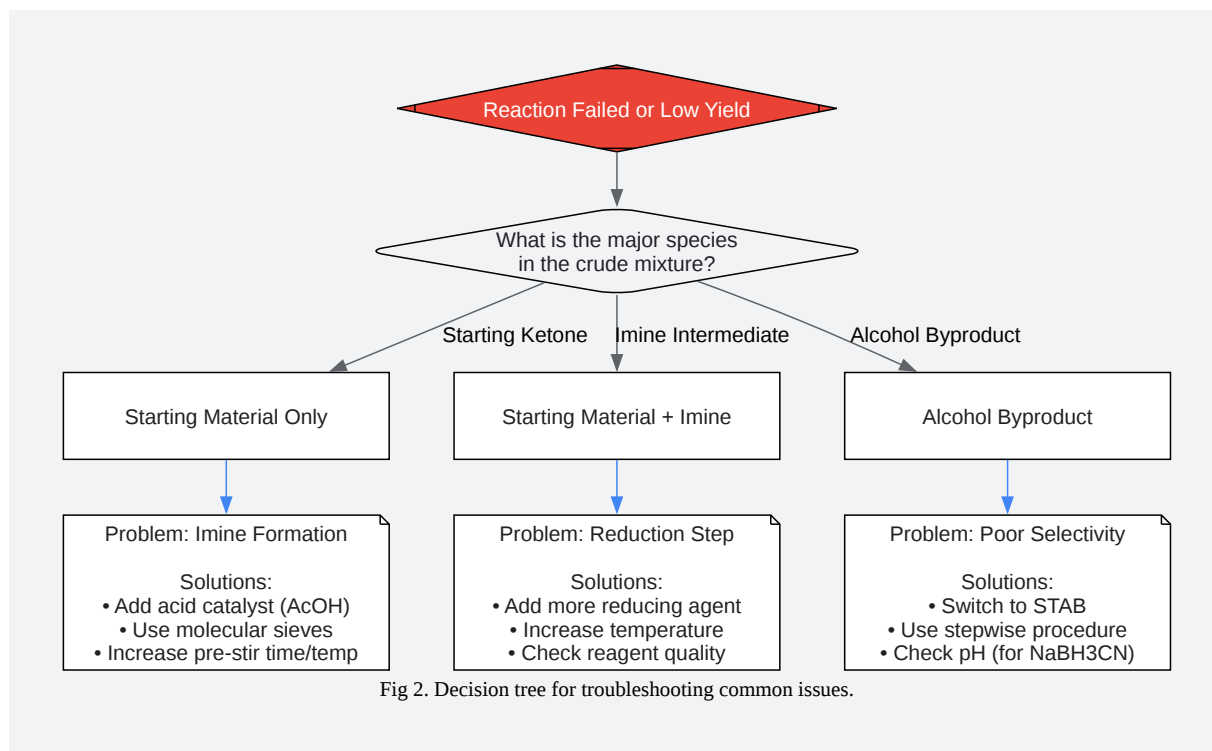 Reaction Failed or Low Yield
What is the major species
in the crude mixture?
Starting Ketone
Imine Intermediate
Alcohol Byproduct
Starting Material Only
Starting Material + Imine
Alcohol Byproduct
Problem: Imine Formation
Solutions:
• Add acid catalyst (AcOH)
• Use molecular sieves
• Increase pre-stir time/temp
Problem: Reduction Step
Solutions:
• Add more reducing agent
• Increase temperature
• Check reagent quality
Problem: Poor Selectivity
Solutions:
• Switch to STAB
• Use stepwise procedure
• Check pH (for NaBH3CN)
Fig 2. Decision tree for troubleshooting common issues.